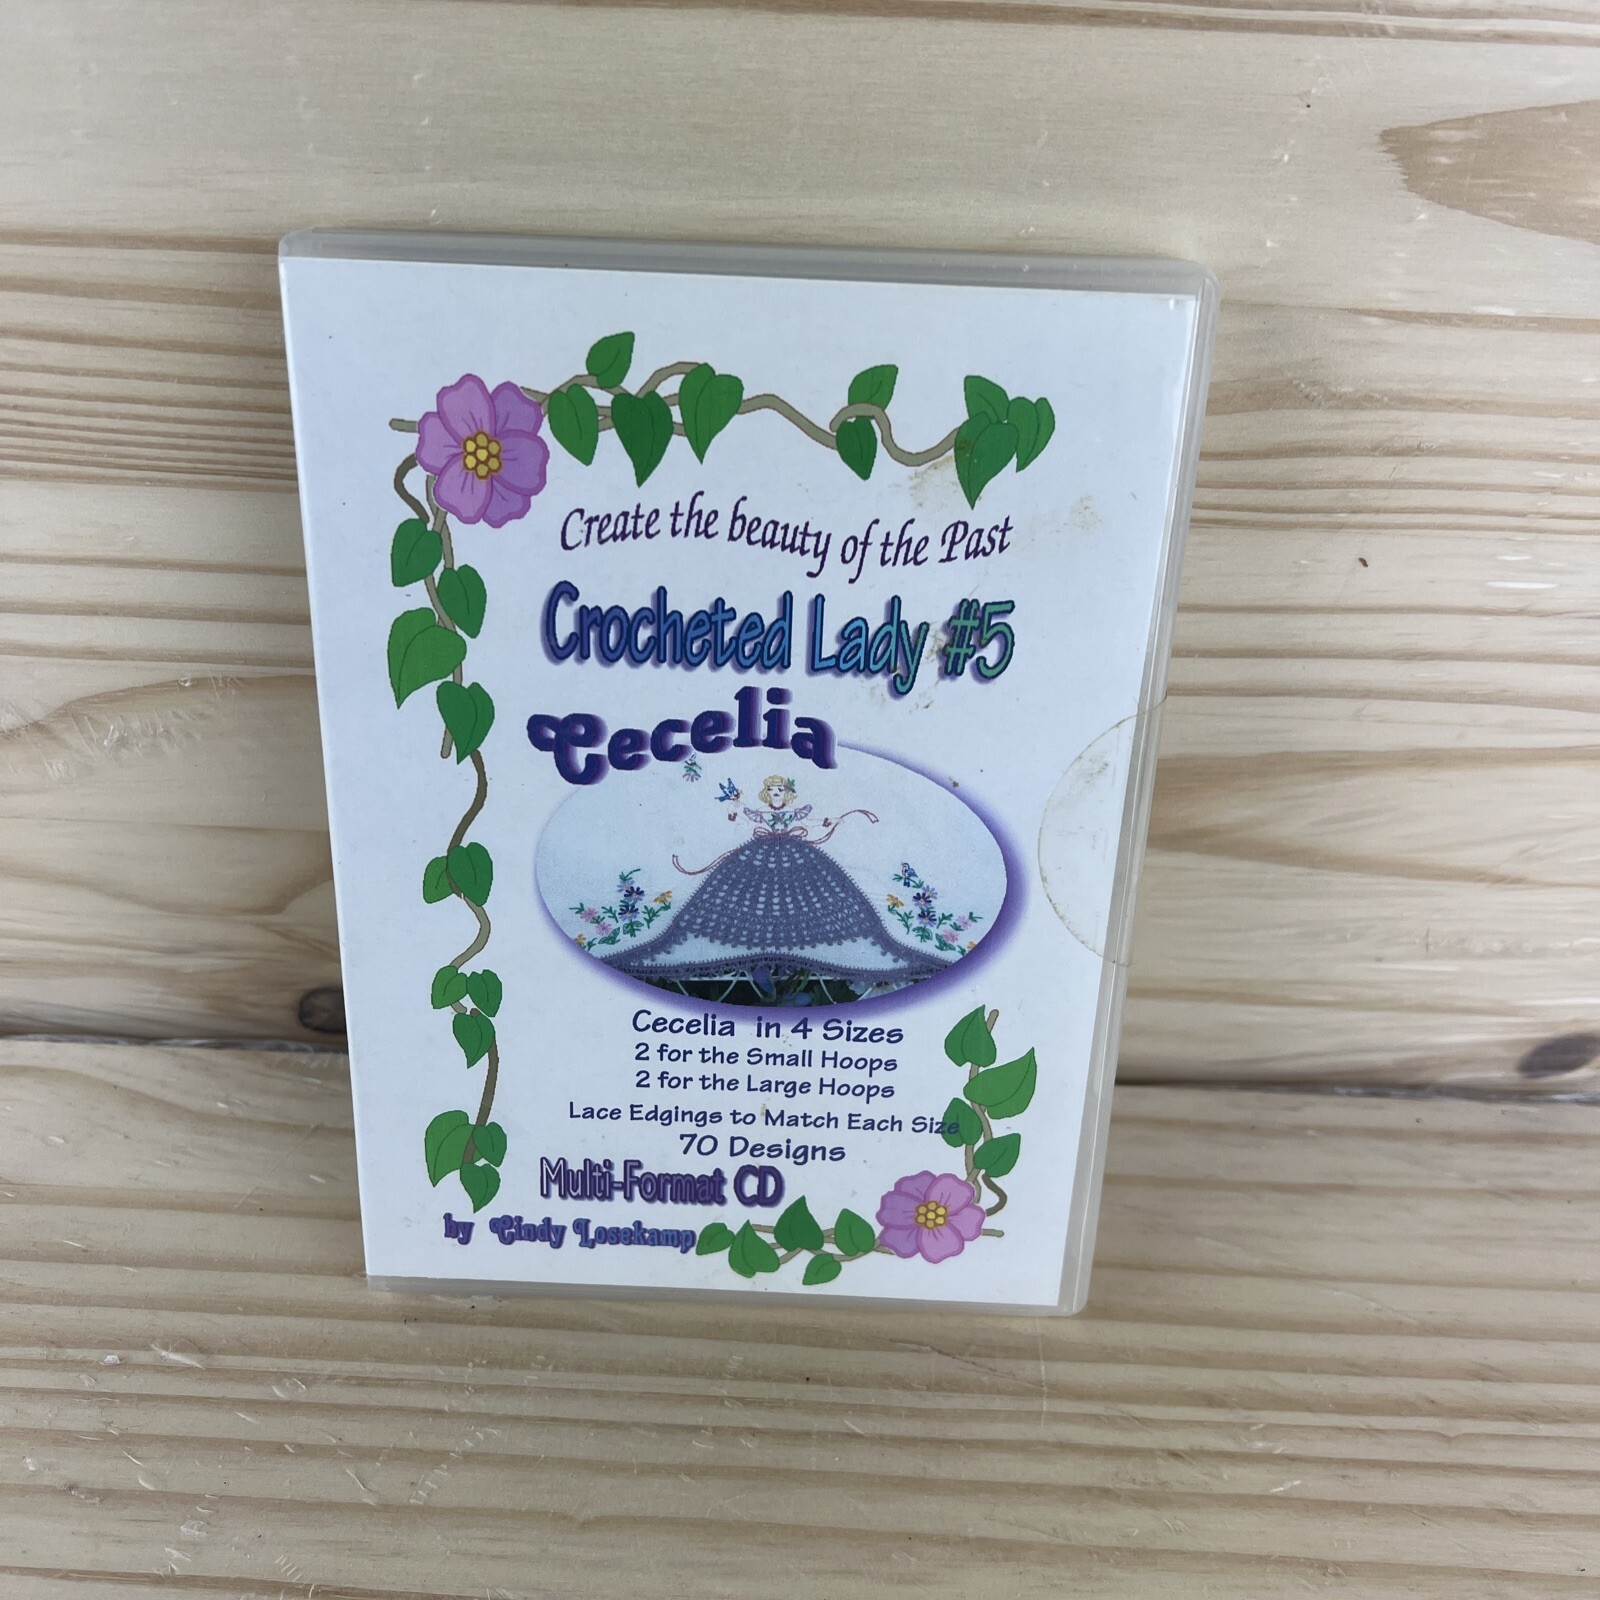 Create the beauty of the Past
Crocheted Lady #5
Cecelia
Cecelia in 4 Sizes
2 for the Small Hoops
2 for the Large Hoops
Lace Edgings to Match Each Size
70 Designs
Multi-Format CD
by Cindy Losekamp